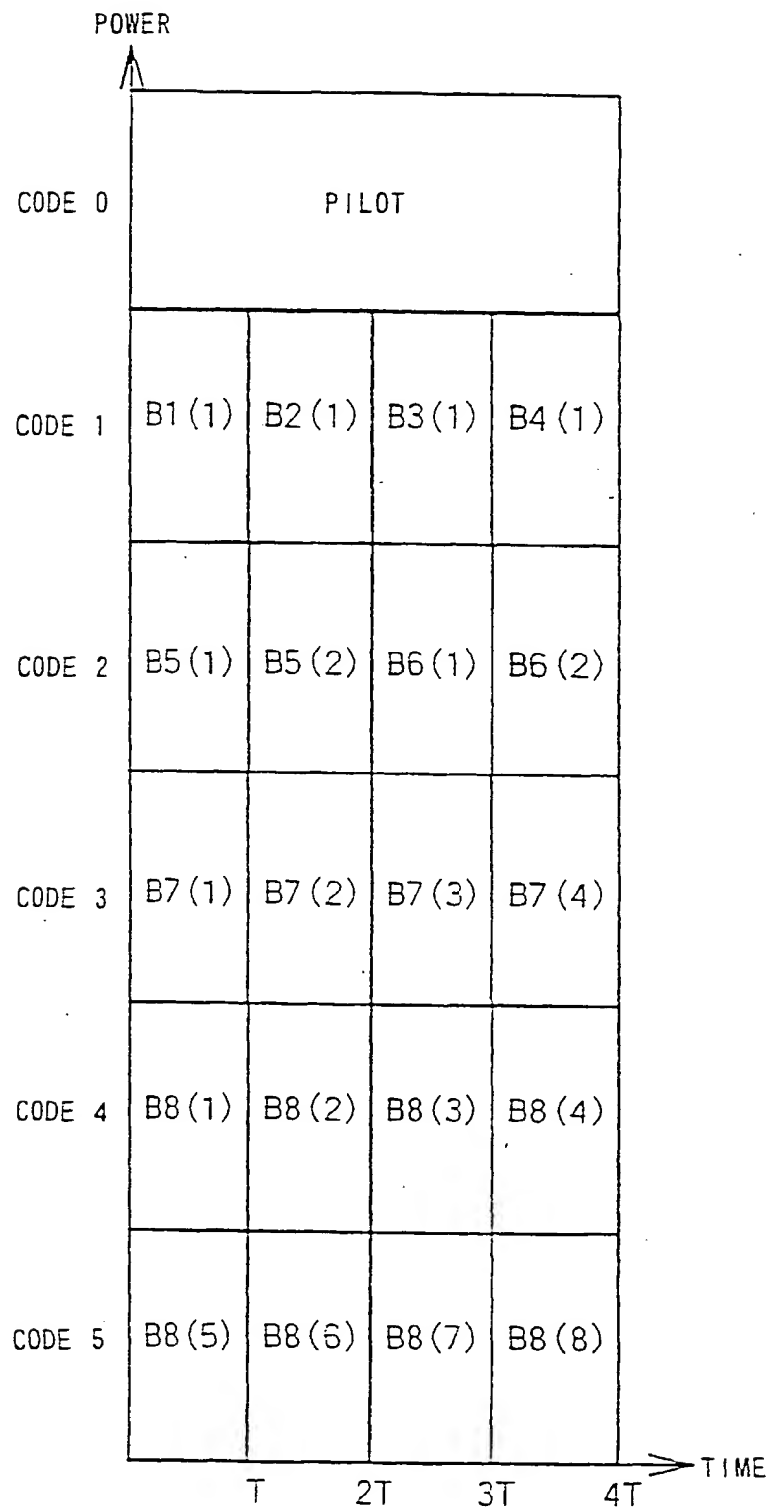 POWER
CODE 0 PILOT
CODE 1 B1(1) B2(1) B3(1) B4(1)
CODE 2 B5(1) B5(2) B6(1) B6(2)
CODE 3 B7(1) B7(2) B7(3) B7(4)
CODE 4 B8(1) B8(2) B8(3) B8(4)
CODE 5 B8(5) B8(6) B8(7) B8(8)
TIME
T 2T 3T 4T